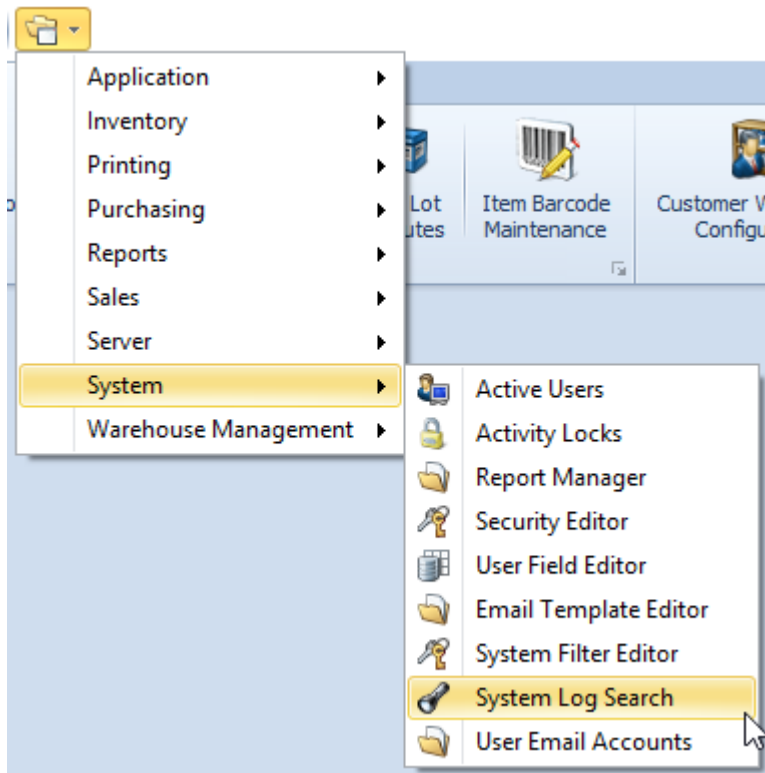 Application
Inventory
Printing
Purchasing
Reports
Sales
Server
System
Warehouse Management
Lot
Item Barcode
Maintenance
Customer
Active Users
Activity Locks
Report Manager
Security Editor
User Field Editor
Email Template Editor
System Filter Editor
System Log Search
User Email Accounts